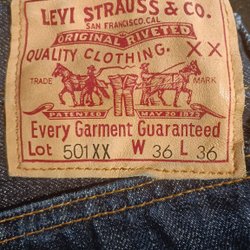 LEVI STRAUSS & CO.
SAN FRANCISCO, CAL
ORIGINAL RIVETED
QUALITY CLOTHING. XX
TRADE MARK
PATENTED MAY 20 1873
Every Garment Guaranteed
Lot 501XX W 36 L 36